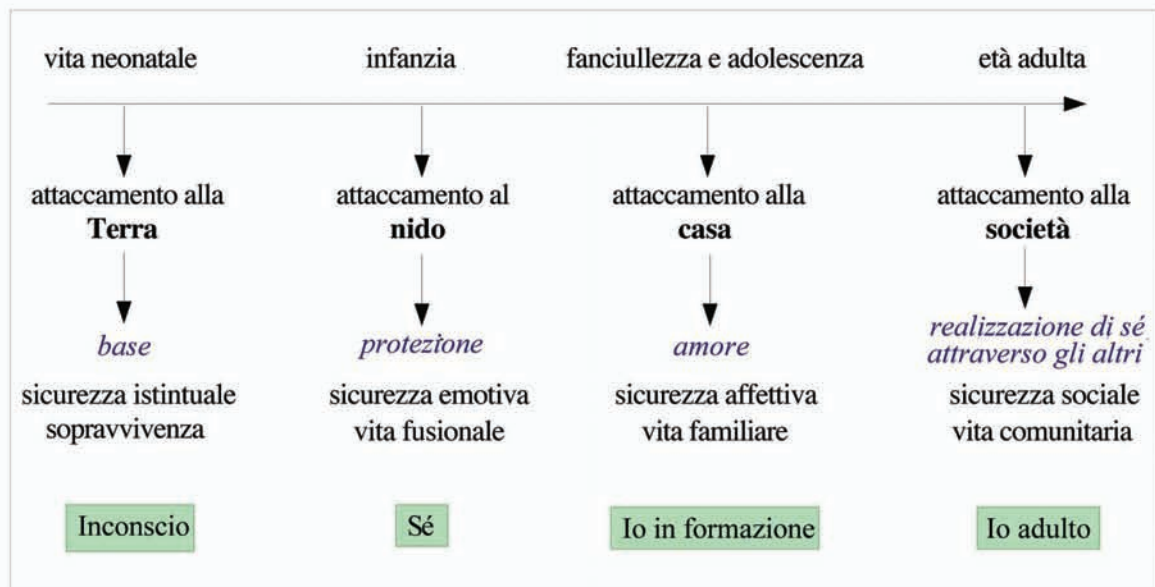 vita neonatale
infanzia
fanciullezza e adolescenza
età adulta
attaccamento alla
Terra
attaccamento al
nido
attaccamento alla
casa
attaccamento alla
società
base
protezione
amore
realizzazione di sé
attraverso gli altri
sicurezza istintuale
sopravvivenza
sicurezza emotiva
vita fusionale
sicurezza affettiva
vita familiare
sicurezza sociale
vita comunitaria
Inconscio
Sé
Io in formazione
Io adulto